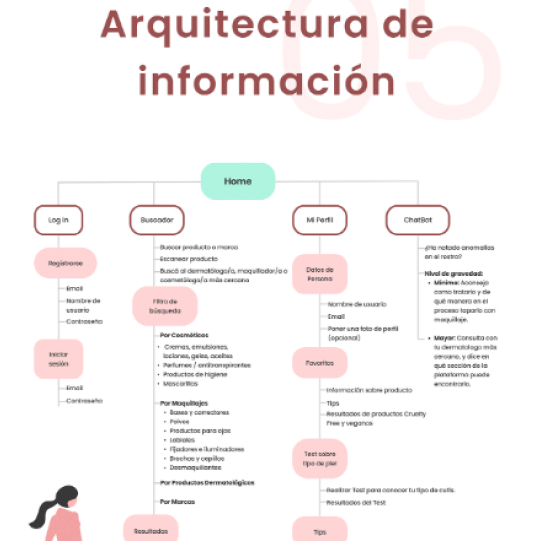 05
Arquitectura de
información
Home
Log in
Buscador
Mi Perfil
ChatBot
Registrarse
Email
Nombre de
usuario
Contraseña
Iniciar
sesión
Email
Contraseña
Buscar producto o marca
Escanear producto
Buscá al dermatólogo/a, maquillador/a o
cosmetólogo/a más cercano
Filtro de
búsqueda
Por Cosméticos
• Cremas, emulsiones,
lociones, geles, aceites
• Perfumes / antitranspirantes
• Productos de higiene
• Mascarillas
Por Maquillajes
• Bases y correctores
• Polvos
• Productos para ojos
• Labiales
• Fijadores e iluminadores
• Brochas y cepillos
• Desmaquillantes
Por Productos Dermatológicos
Por Marcas
Resultados
Datos de
Persona
Nombre de usuario
Email
Poner una foto de perfil
(opcional)
Favoritos
Información sobre producto
Tips
Resultados de productos Cruelty
Free y veganos
Test sobre
tipo de piel
Realizar Test para conocer tu tipo de cutis.
Resultados del Test
Tips
¿Ha notado anomalías
en el rostro?
Nivel de gravedad:
• Mínima: Aconseja
como tratarlo y de
qué manera en el
proceso taparlo con
maquillaje.
• Mayor: Consulta con
tu dermatólogo más
cercano, y dice en
qué sección de la
plataforma puede
encontrarlo.